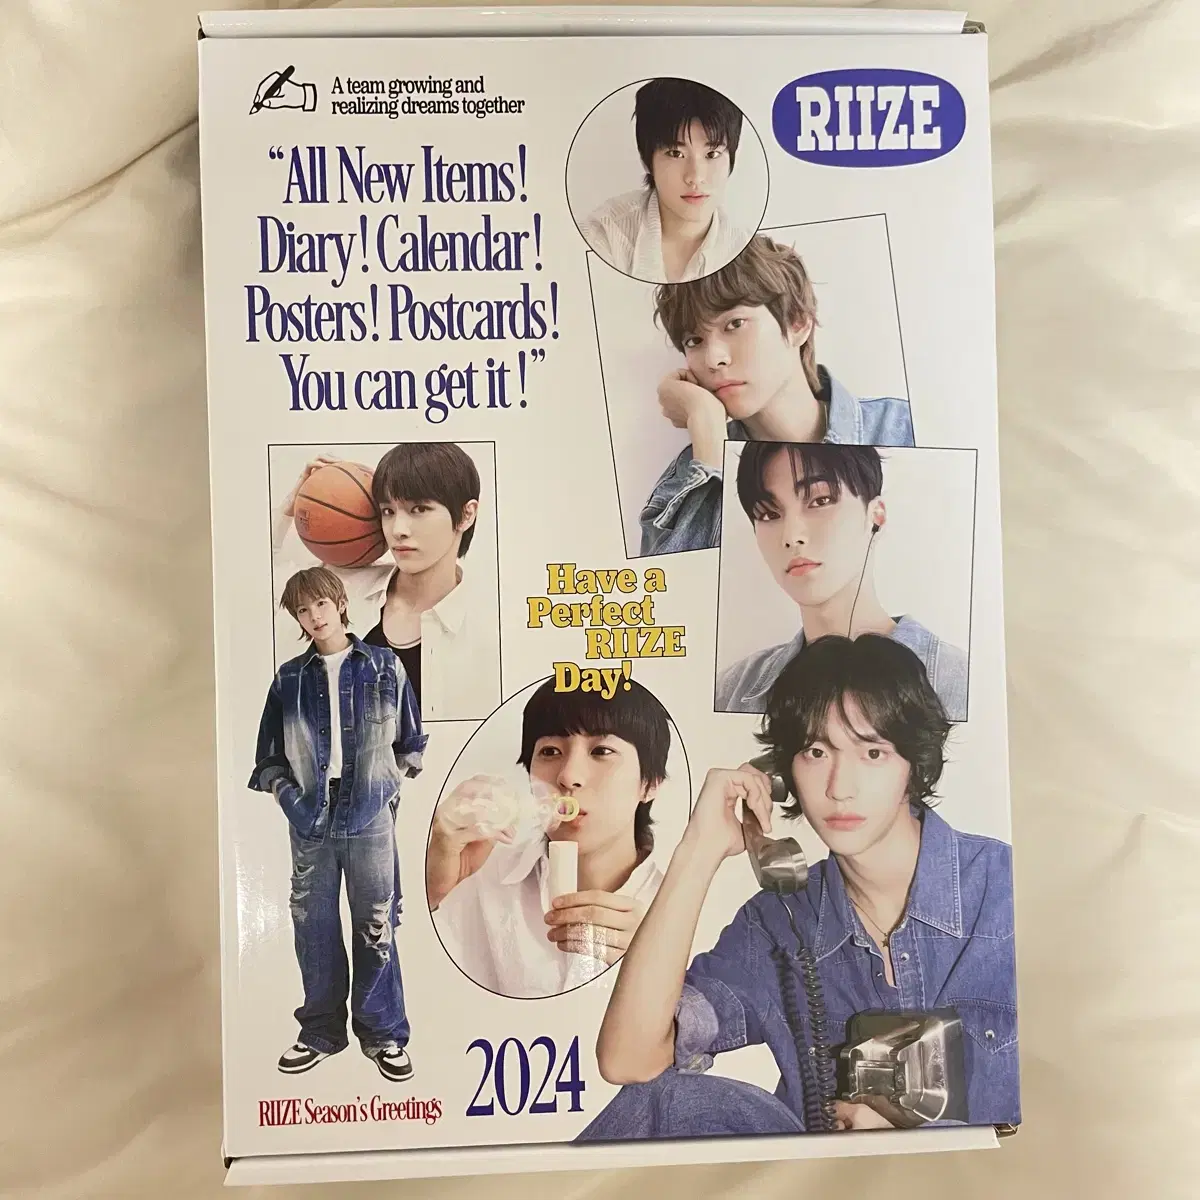 A team growing and
realizing dreams together
RIIZE
“All New Items!
Diary! Calendar!
Posters! Postcards!
You can get it!”
Have a
Perfect
RIIZE
Day!
RIIZE Season's Greetings
2024